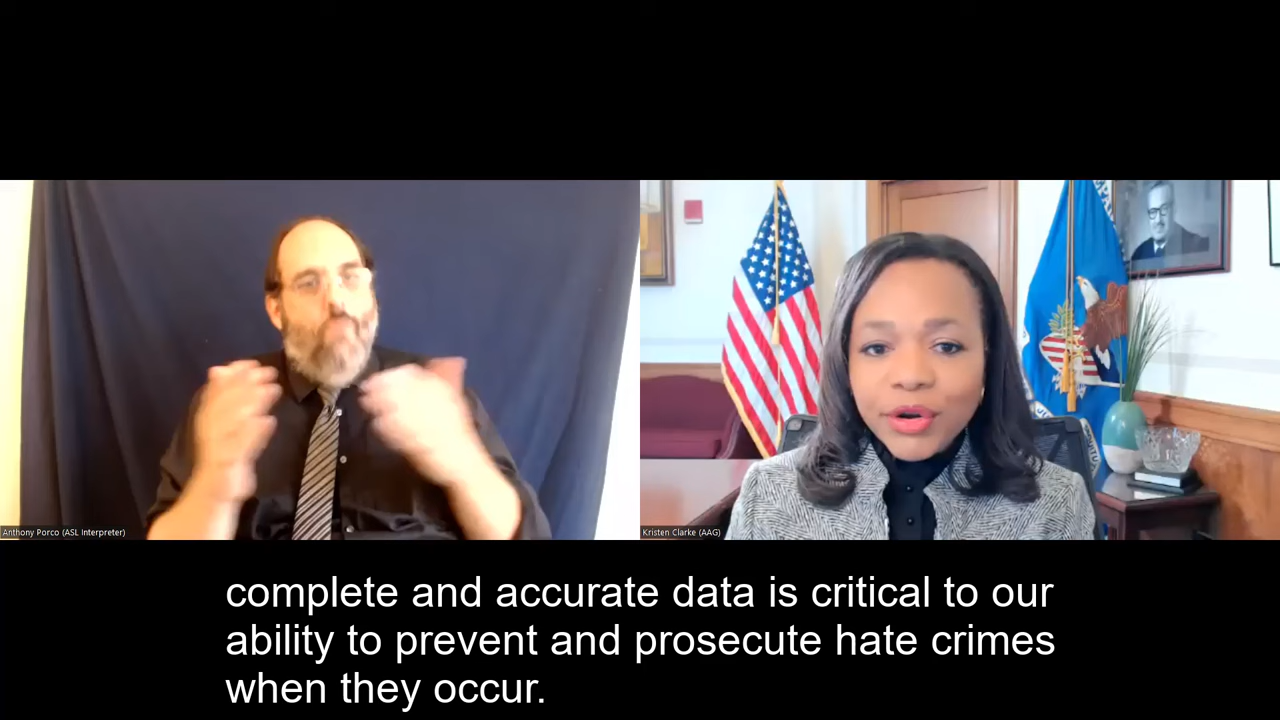 Anthony Porco (ASL Interpreter)
Kristen Clarke (AAG)
complete and accurate data is critical to our
ability to prevent and prosecute hate crimes
when they occur.